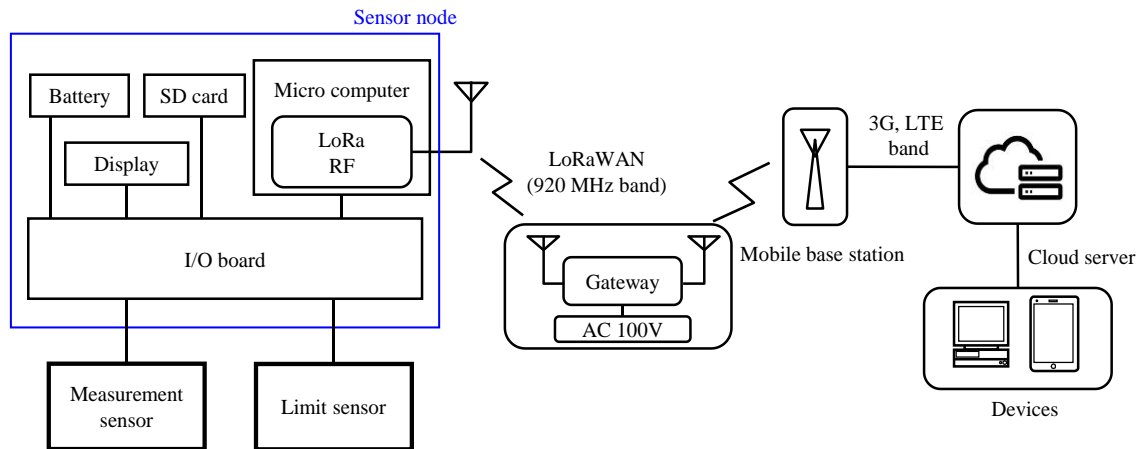 Sensor node
Battery
SD card
Micro computer
LoRa
RF
Display
I/O board
Measurement
sensor
Limit sensor
LoRaWAN
(920 MHz band)
Gateway
AC 100V
Mobile base station
3G, LTE
band
Cloud server
Devices